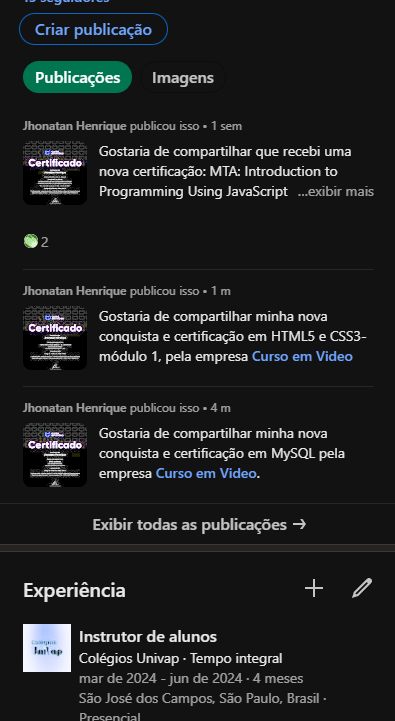 13 seguidores
Criar publicação
Publicações
Imagens
Jhonatan Henrique publicou isso • 1 sem
Gostaria de compartilhar que recebi uma
nova certificação: MTA: Introduction to
Programming Using JavaScript ...exibir mais
Certificado
2
Jhonatan Henrique publicou isso • 1 m
Gostaria de compartilhar minha nova
conquista e certificação em HTML5 e CSS3-
módulo 1, pela empresa Curso em Video
Certificado
Jhonatan Henrique publicou isso • 4 m
Gostaria de compartilhar minha nova
conquista e certificação em MySQL pela
empresa Curso em Video.
Certificado
Exibir todas as publicações →
Experiência
Colégios
Univap
Instrutor de alunos
Colégios Univap · Tempo integral
mar de 2024 - jun de 2024 · 4 meses
São José dos Campos, São Paulo, Brasil ·
Presencial